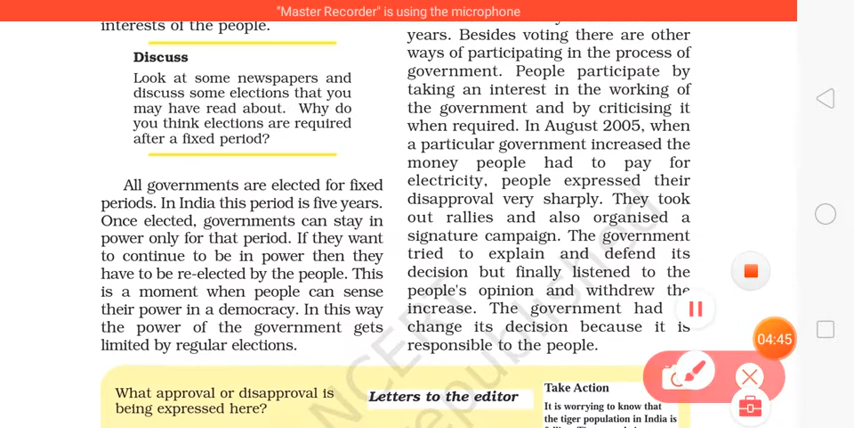 "Master Recorder" is using the microphone
interests of the people.
Discuss
Look at some newspapers and
discuss some elections that you
may have read about. Why do
you think elections are required
after a fixed period?
All governments are elected for fixed
periods. In India this period is five years.
Once elected, governments can stay in
power only for that period. If they want
to continue to be in power then they
have to be re-elected by the people. This
is a moment when people can sense
their power in a democracy. In this way
the power of the government gets
limited by regular elections.
years. Besides voting there are other
ways of participating in the process of
government. People participate by
taking an interest in the working of
the government and by criticising it
when required. In August 2005, when
a particular government increased the
money people had to pay for
electricity, people expressed their
disapproval very sharply. They took
out rallies and also organised a
signature campaign. The government
tried to explain and defend its
decision but finally listened to the
people's opinion and withdrew the
increase. The government had
change its decision because it is
responsible to the people.
What approval or disapproval is
being expressed here?
Letters to the editor
Take Action
It is worrying to know that
the tiger population in India is
NCERT
republished
04:45